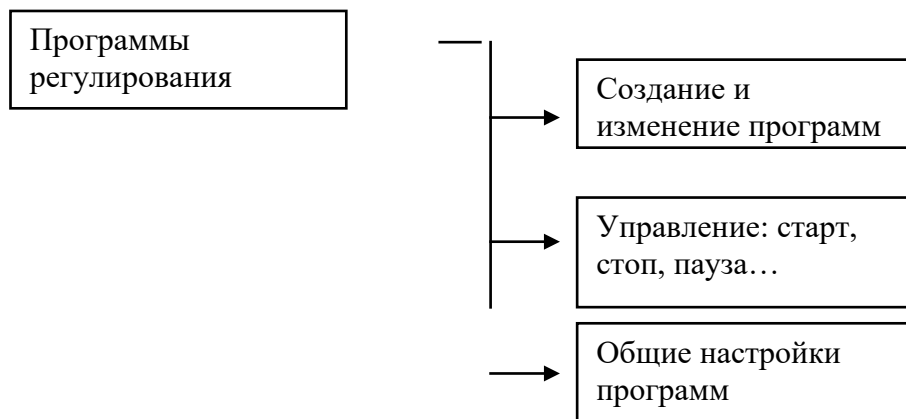 Программы
регулирования
Создание и
изменение программ
Управление: старт,
стоп, пауза…
Общие настройки
программ